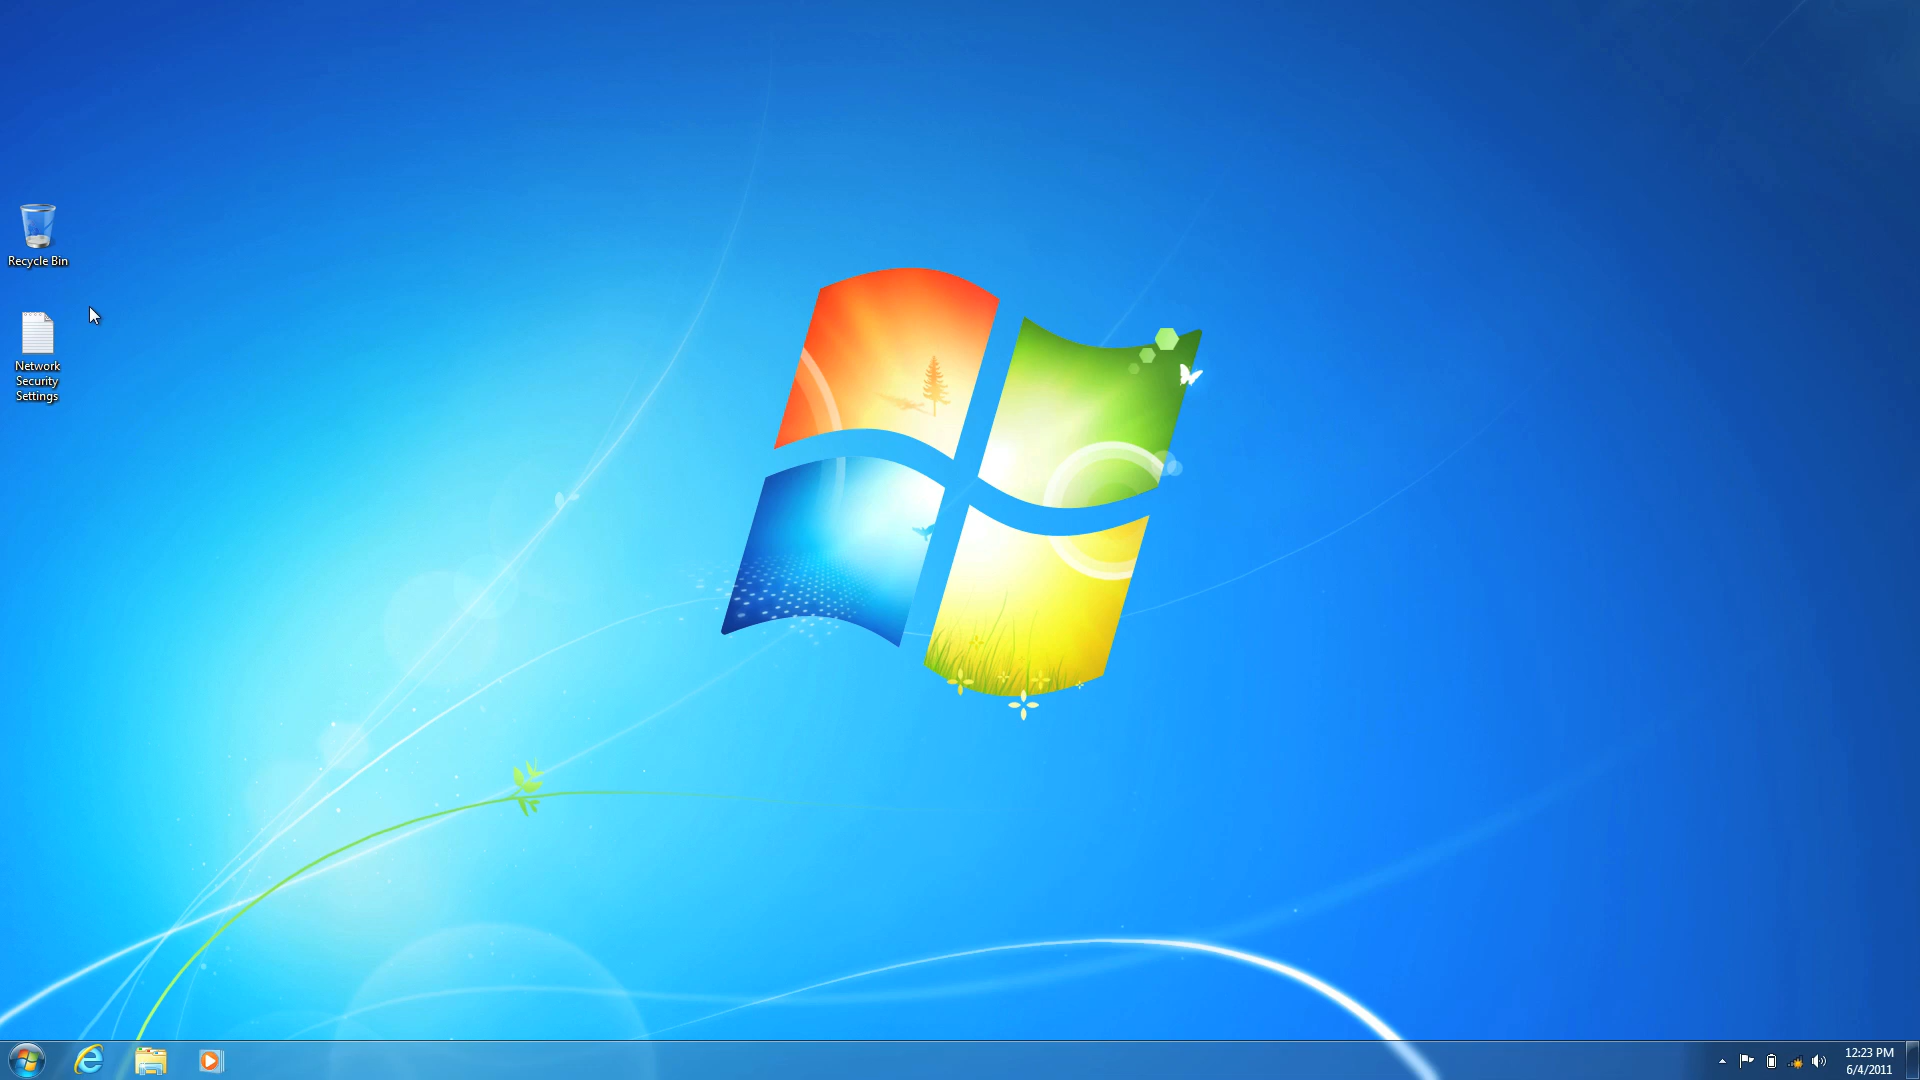 Recycle Bin
Network
Security
Settings
12:23 PM
6/4/2011